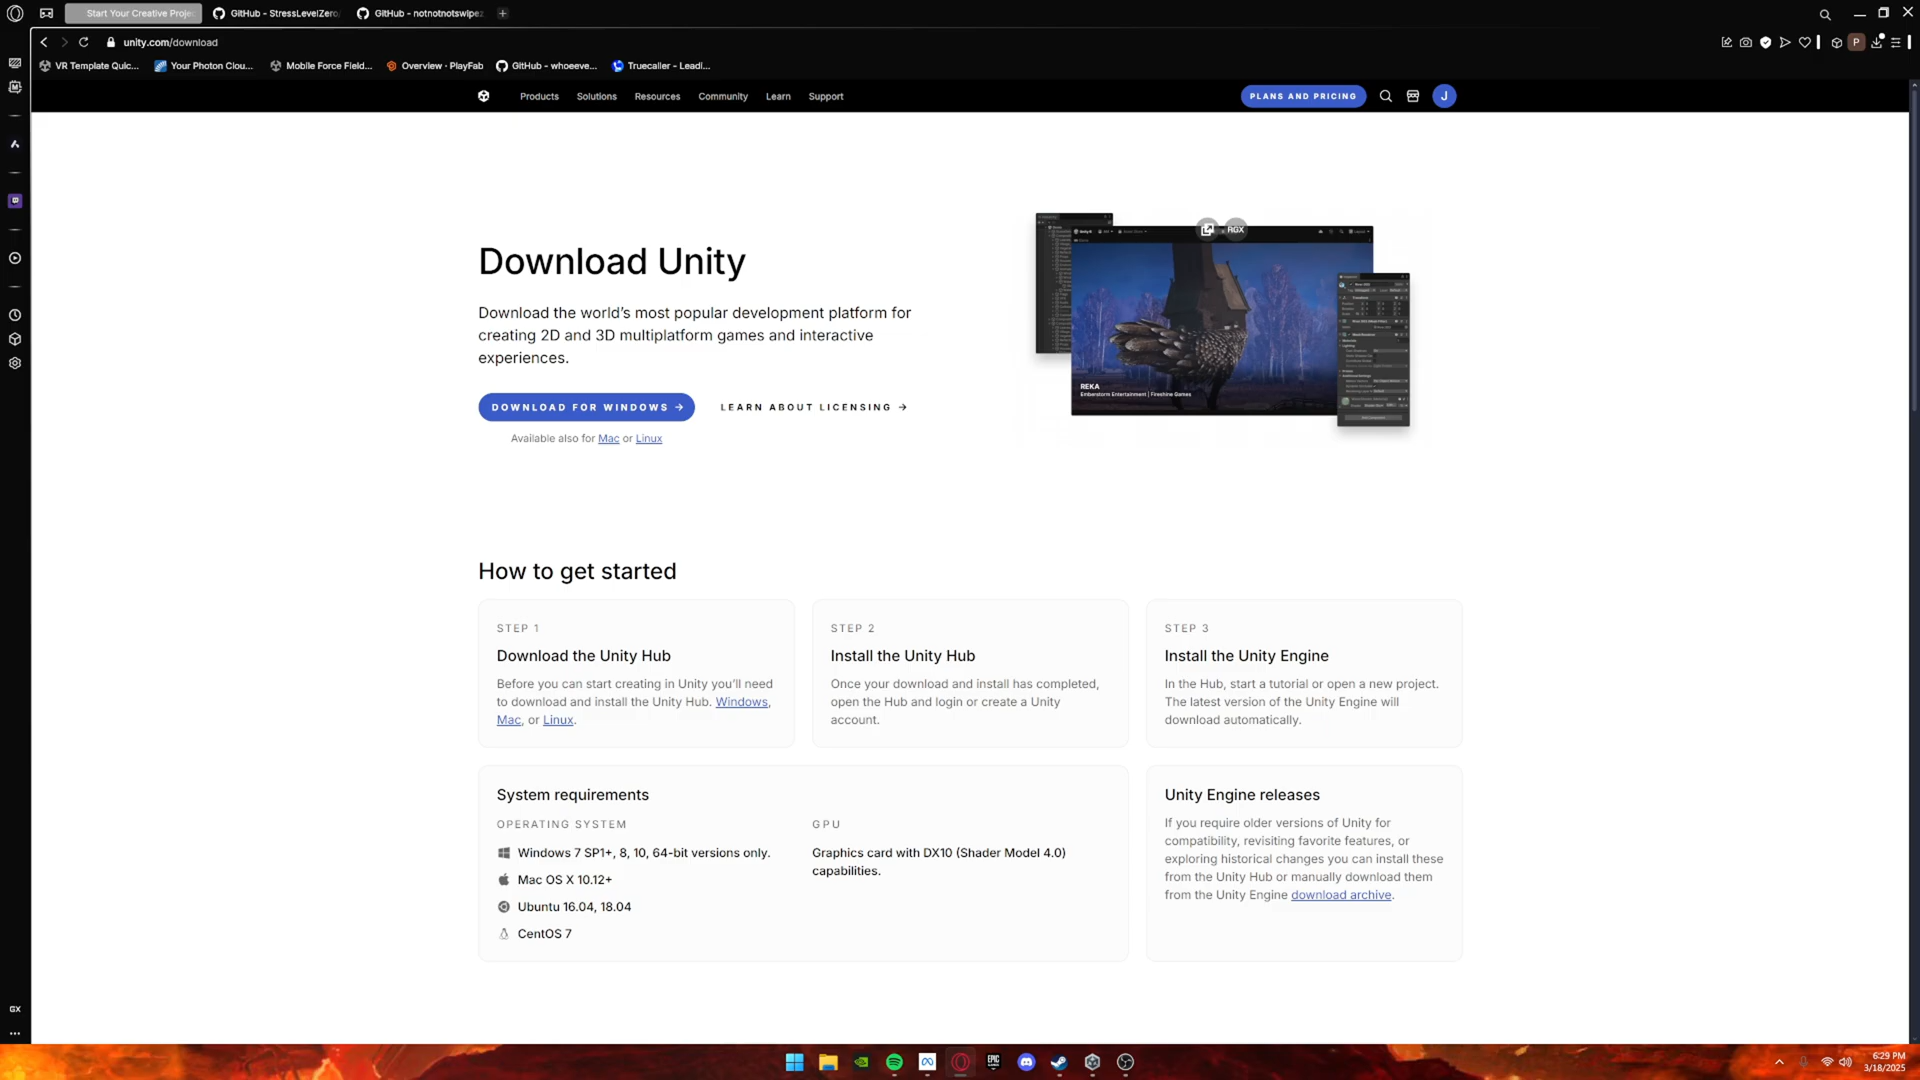 Start Your Creative Proje
GitHub - StressLevelZero/
GitHub - notnotnotswipez
unity.com/download
P
VR Template Quic...
Your Photon Clou...
Mobile Force Field...
Overview - PlayFab
GitHub - whoeeve...
Truecaller - Leadi...
Products
Solutions
Resources
Community
Learn
Support
PLANS AND PRICING
J
Download Unity
Download the world's most popular development platform for
creating 2D and 3D multiplatform games and interactive
experiences.
DOWNLOAD FOR WINDOWS →
LEARN ABOUT LICENSING →
Available also for Mac or Linux
RGX
REKA
Emberstorm Entertainment | Fireshine Games
How to get started
STEP 1
Download the Unity Hub
Before you can start creating in Unity you'll need
to download and install the Unity Hub. Windows,
Mac, or Linux.
STEP 2
Install the Unity Hub
Once your download and install has completed,
open the Hub and login or create a Unity
account.
STEP 3
Install the Unity Engine
In the Hub, start a tutorial or open a new project.
The latest version of the Unity Engine will
download automatically.
System requirements
OPERATING SYSTEM
Windows 7 SP1+, 8, 10, 64-bit versions only.
Mac OS X 10.12+
Ubuntu 16.04, 18.04
CentOS 7
GPU
Graphics card with DX10 (Shader Model 4.0)
capabilities.
Unity Engine releases
If you require older versions of Unity for
compatibility, revisiting favorite features, or
exploring historical changes you can install these
from the Unity Hub or manually download them
from the Unity Engine download archive.
GX
EPIC
6:29 PM
3/18/2025